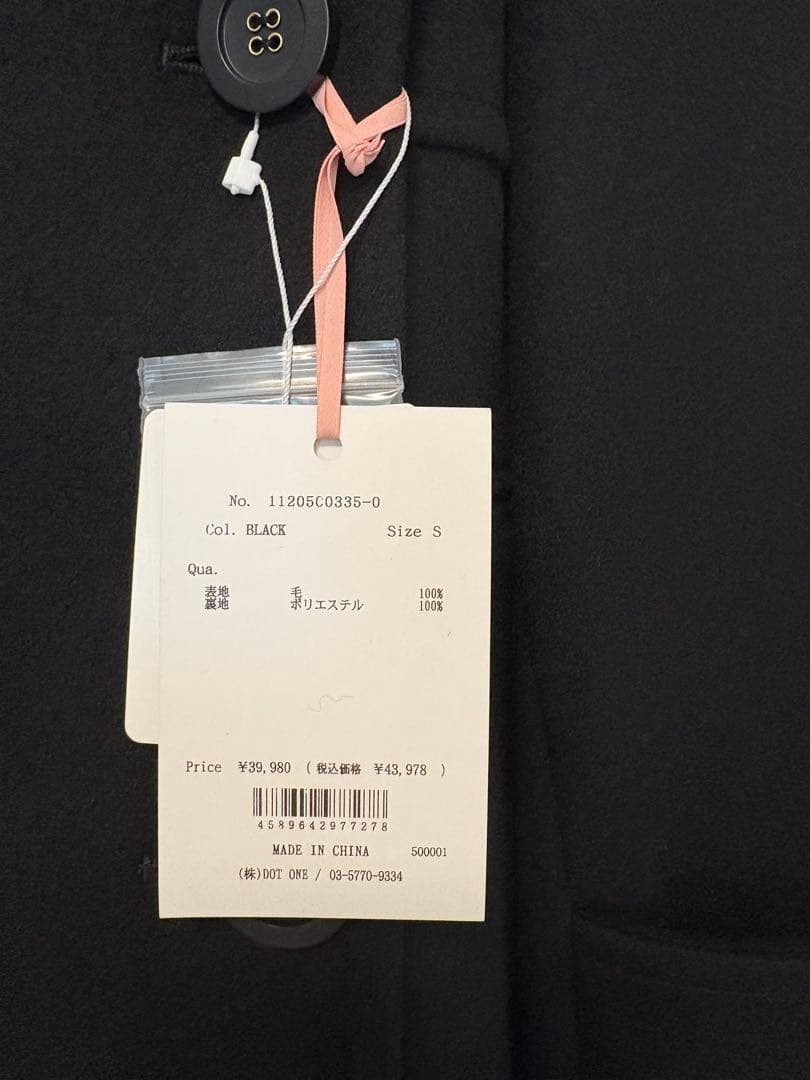 No. 11205C0335-0
Col. BLACK Size S
Qua.
表地 毛 100%
裏地 ポリエステル 100%
Price ¥39,980 ( 税込価格 ¥43,978 )
4589642977278
MADE IN CHINA 500001
(株)DOT ONE / 03-5770-9334